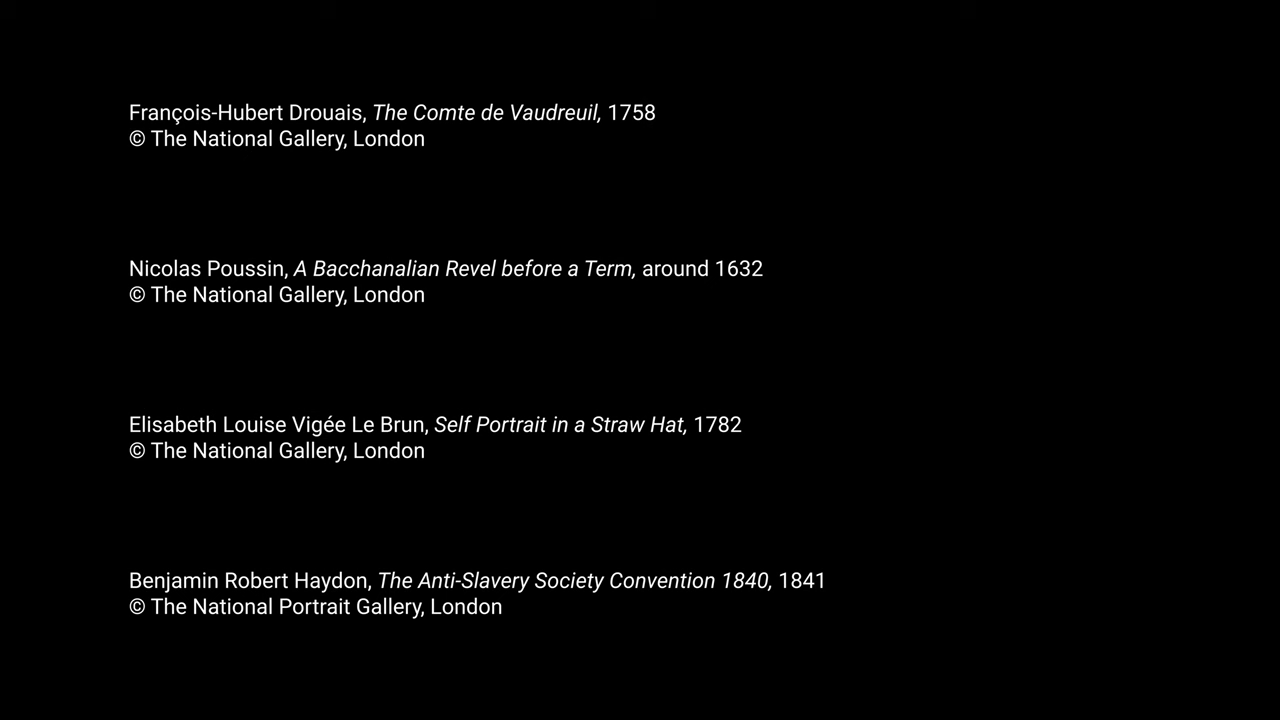 François-Hubert Drouais, The Comte de Vaudreuil, 1758
© The National Gallery, London
Nicolas Poussin, A Bacchanalian Revel before a Term, around 1632
© The National Gallery, London
Elisabeth Louise Vigée Le Brun, Self Portrait in a Straw Hat, 1782
© The National Gallery, London
Benjamin Robert Haydon, The Anti-Slavery Society Convention 1840, 1841
© The National Portrait Gallery, London